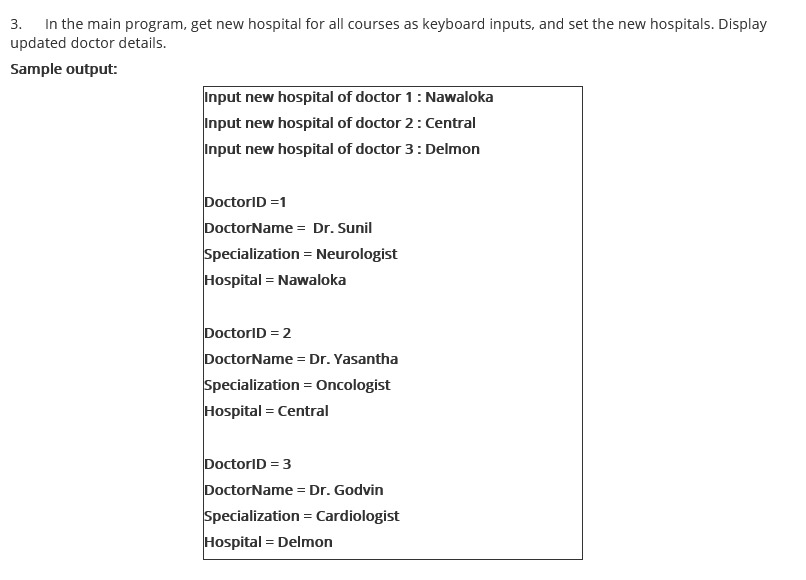 3. In the main program, get new hospital for all courses as keyboard inputs, and set the new hospitals. Display
updated doctor details.
Sample output:
Input new hospital of doctor 1 : Nawaloka
Input new hospital of doctor 2 : Central
Input new hospital of doctor 3 : Delmon
DoctorID =1
DoctorName =  Dr. Sunil
Specialization = Neurologist
Hospital = Nawaloka
DoctorID = 2
DoctorName = Dr. Yasantha
Specialization = Oncologist
Hospital = Central
DoctorID = 3
DoctorName = Dr. Godvin
Specialization = Cardiologist
Hospital = Delmon